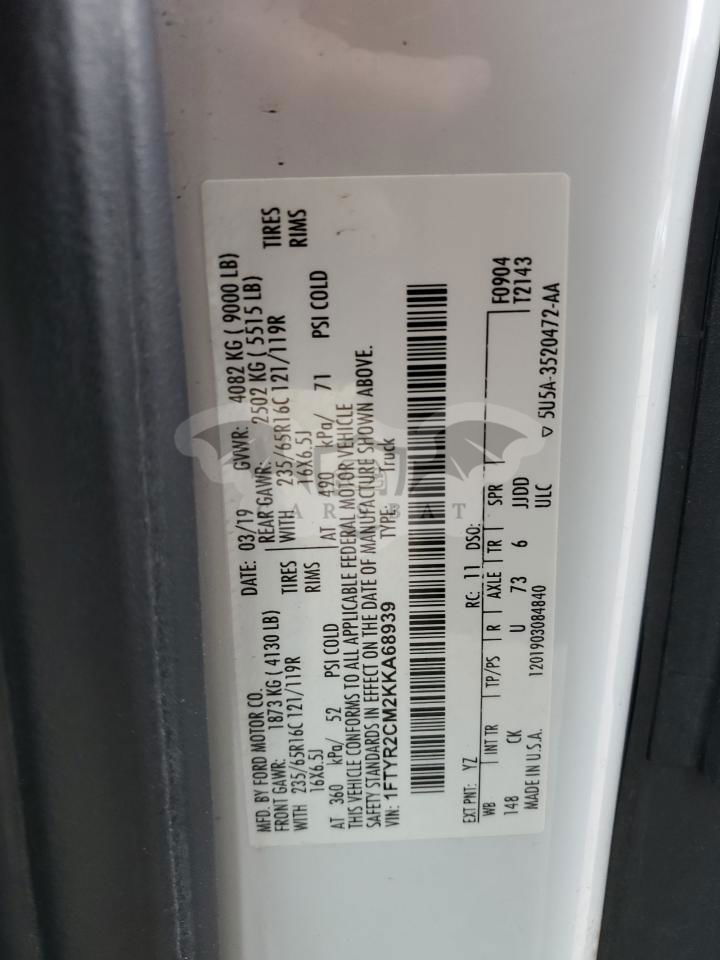 MFD. BY FORD MOTOR CO.
DATE: 03/19 GVWR: 4082 KG ( 9000 LB)
FRONT GAWR: 1873 KG ( 4130 LB) REAR GAWR: 2502 KG ( 5515 LB)
WITH 235/65R16C 121/119R TIRES WITH 235/65R16C 121/119R TIRES
16X6.5J RIMS 16X6.5J RIMS
AT 360 kPa/ 52 PSI COLD AT 490 kPa/ 71 PSI COLD
THIS VEHICLE CONFORMS TO ALL APPLICABLE FEDERAL MOTOR VEHICLE
SAFETY STANDARDS IN EFFECT ON THE DATE OF MANUFACTURE SHOWN ABOVE.
VIN: 1FTYR2CM2KKA68939 TYPE: Truck
EXT PNT: YZ RC: 11 DSO:
WB INT TR TP/PS R AXLE TR SPR F0904
148 CK U 73 6 JJDD T2143
ULC
MADE IN U.S.A. 1201903084840 5U5A-3520472-AA
CAR BAT